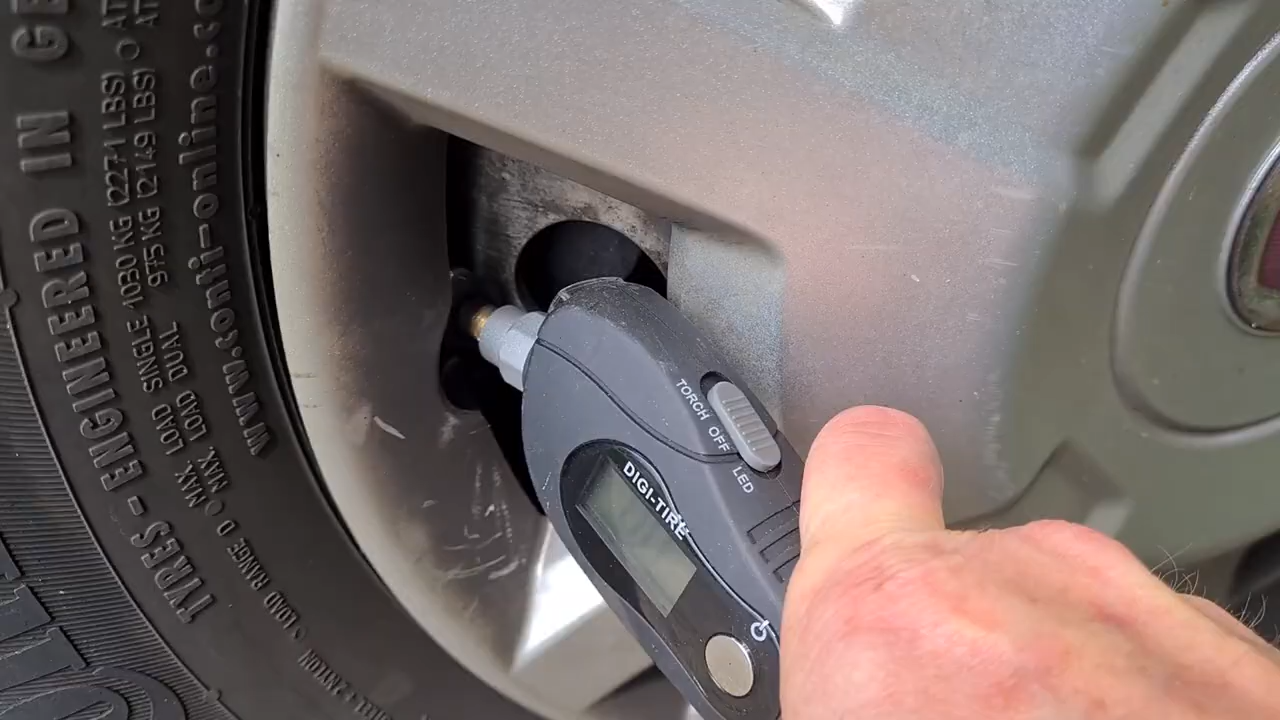 TYRES - ENGINEERED IN GE
MAX. LOAD SINGLE 1030 KG (2271 LBS)
MAX. LOAD DUAL 975 KG (2149 LBS)
LOAD RANGE D
www.conti-online.co
TORCH
OFF
LED
DIGI-TIRE